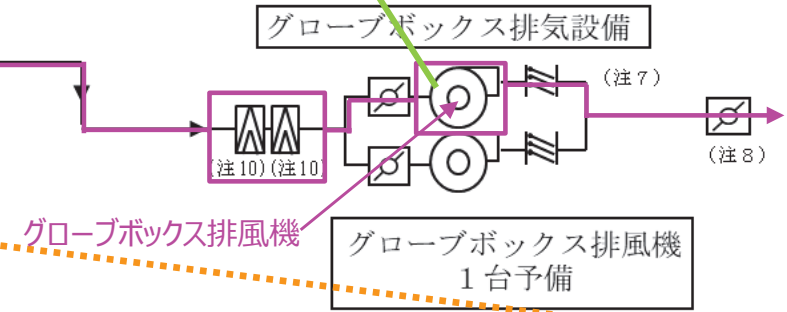 グローブボックス排気設備
(注7)
(注10)(注10)
(注8)
グローブボックス排風機
グローブボックス排風機
1台予備